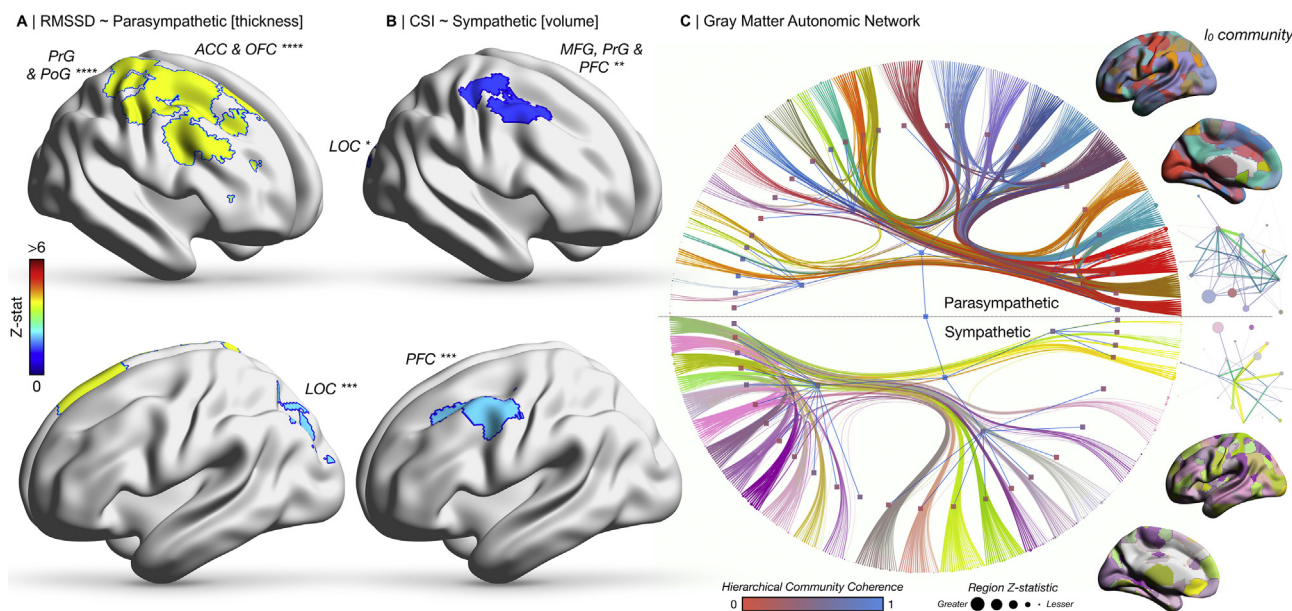 A | RMSSD ~ Parasympathetic [thickness]
PrG
& PoG ****
ACC & OFC ****
Z-stat
>6
0
LOC ***
B | CSI ~ Sympathetic [volume]
MFG, PrG &
PFC **
LOC *
PFC ***
C | Gray Matter Autonomic Network
I₀ community
Parasympathetic
Sympathetic
Hierarchical Community Coherence
0 1
Region Z-statistic
Greater Lesser